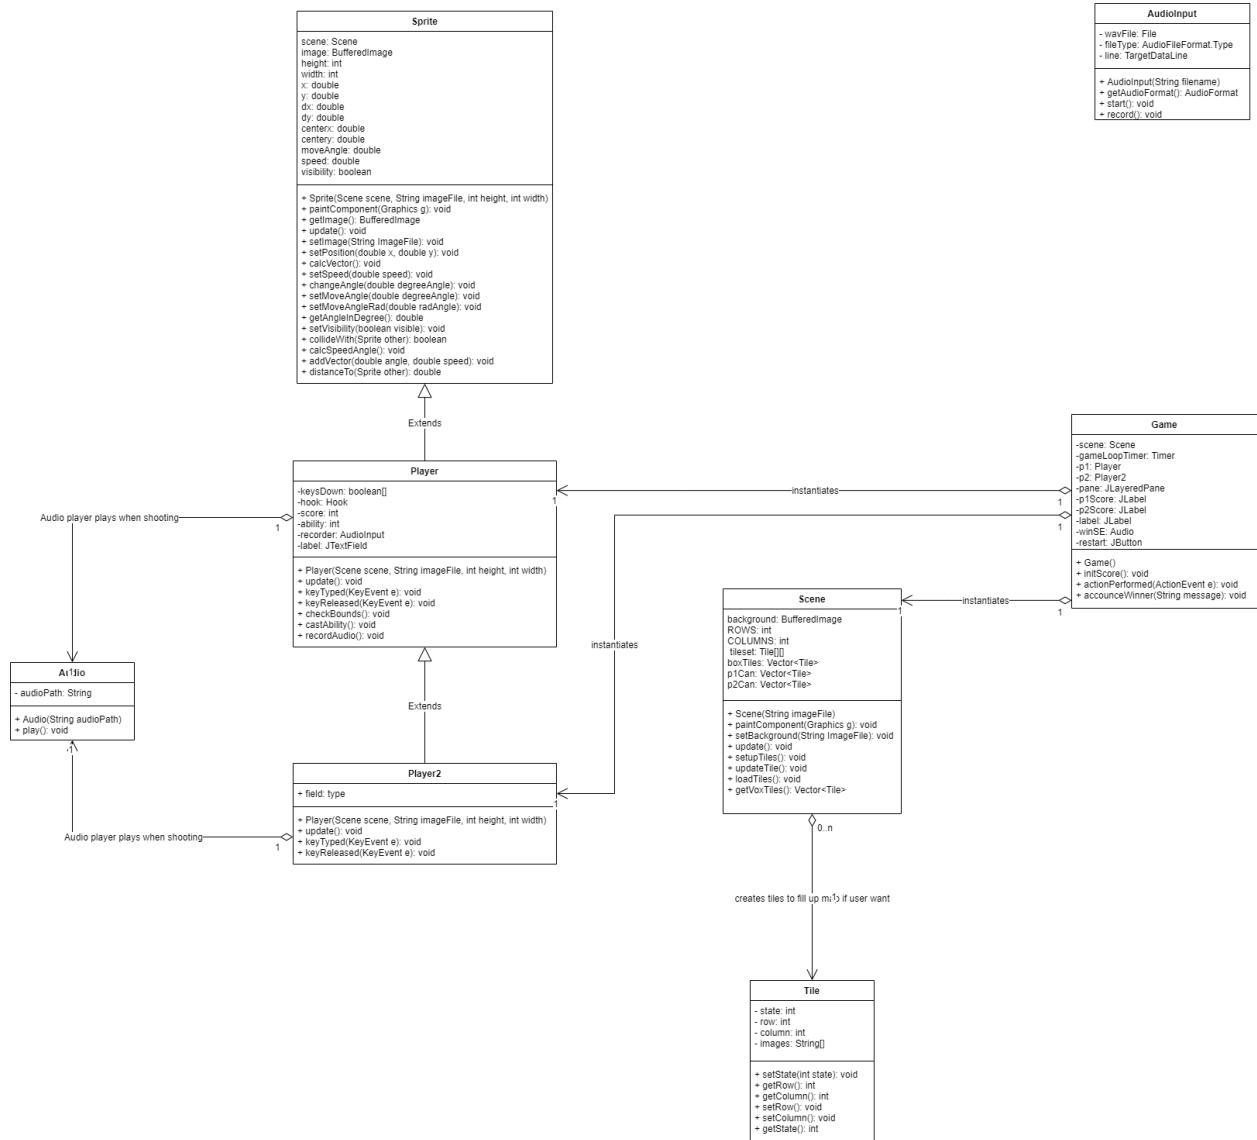 Sprite
scene: Scene
image: BufferedImage
height: int
width: int
x: double
y: double
dx: double
dy: double
centerx: double
centery: double
moveAngle: double
speed: double
visibility: boolean
+ Sprite(Scene scene, String imageFile, int height, int width)
+ paintComponent(Graphics g): void
+ getImage(): BufferedImage
+ update(): void
+ setImage(String ImageFile): void
+ setPosition(double x, double y): void
+ calcVector(): void
+ setSpeed(double speed): void
+ changeAngle(double degreeAngle): void
+ setMoveAngle(double degreeAngle): void
+ setMoveAngleRad(double radAngle): void
+ getAngleInDegree(): double
+ setVisibility(boolean visible): void
+ collideWith(Sprite other): boolean
+ calcSpeedAngle(): void
+ addVector(double angle, double speed): void
+ distanceTo(Sprite other): double
AudioInput
- wavFile: File
- fileType: AudioFileFormat.Type
- line: TargetDataLine
+ AudioInput(String filename)
+ getAudioFormat(): AudioFormat
+ start(): void
+ record(): void
Extends
Player
-keysDown: boolean[]
-hook: Hook
-score: int
-ability: int
-recorder: AudioInput
-label: JTextField
+ Player(Scene scene, String imageFile, int height, int width)
+ update(): void
+ keyTyped(KeyEvent e): void
+ keyReleased(KeyEvent e): void
+ checkBounds(): void
+ castAbility(): void
+ recordAudio(): void
Audio player plays when shooting
1
1
instantiates
1
Game
-scene: Scene
-gameLoopTimer: Timer
-p1: Player
-p2: Player2
-pane: JLayeredPane
-p1Score: JLabel
-p2Score: JLabel
-label: JLabel
-winSE: Audio
-restart: JButton
+ Game()
+ initScore(): void
+ actionPerformed(ActionEvent e): void
+ accounceWinner(String message): void
1
instantiates
1
instantiates
1
1
Scene
background: BufferedImage
ROWS: int
COLUMNS: int
tileset: Tile[][]
boxTiles: Vector<Tile>
p1Can: Vector<Tile>
p2Can: Vector<Tile>
+ Scene(String imageFile)
+ paintComponent(Graphics g): void
+ setBackground(String ImageFile): void
+ update(): void
+ setupTiles(): void
+ updateTile(): void
+ loadTiles(): void
+ getVoxTiles(): Vector<Tile>
Audio
1
- audioPath: String
+ Audio(String audioPath)
+ play(): void
1
Extends
Player2
+ field: type
+ Player(Scene scene, String imageFile, int height, int width)
+ update(): void
+ keyTyped(KeyEvent e): void
+ keyReleased(KeyEvent e): void
Audio player plays when shooting
1
0..n
creates tiles to fill up map if user want
1
Tile
- state: int
- row: int
- column: int
- images: String[]
+ setState(int state): void
+ getRow(): int
+ getColumn(): int
+ setRow(): void
+ setColumn(): void
+ getState(): int